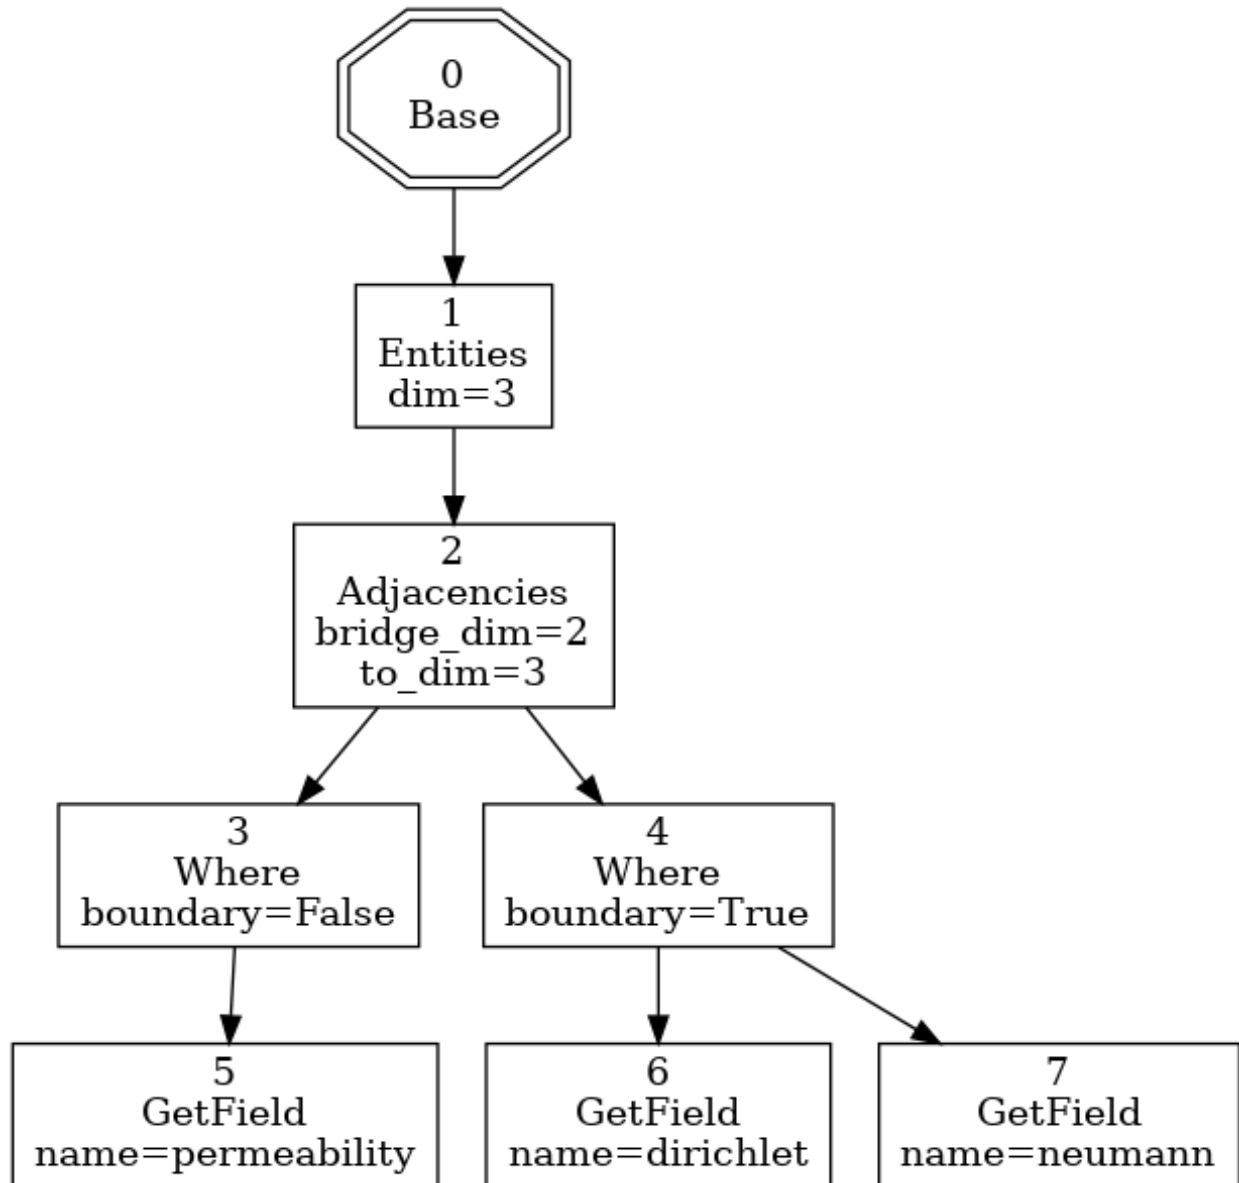 0
Base
1
Entities
dim=3
2
Adjacencies
bridge_dim=2
to_dim=3
3
Where
boundary=False
4
Where
boundary=True
5
GetField
name=permeability
6
GetField
name=dirichlet
7
GetField
name=neumann